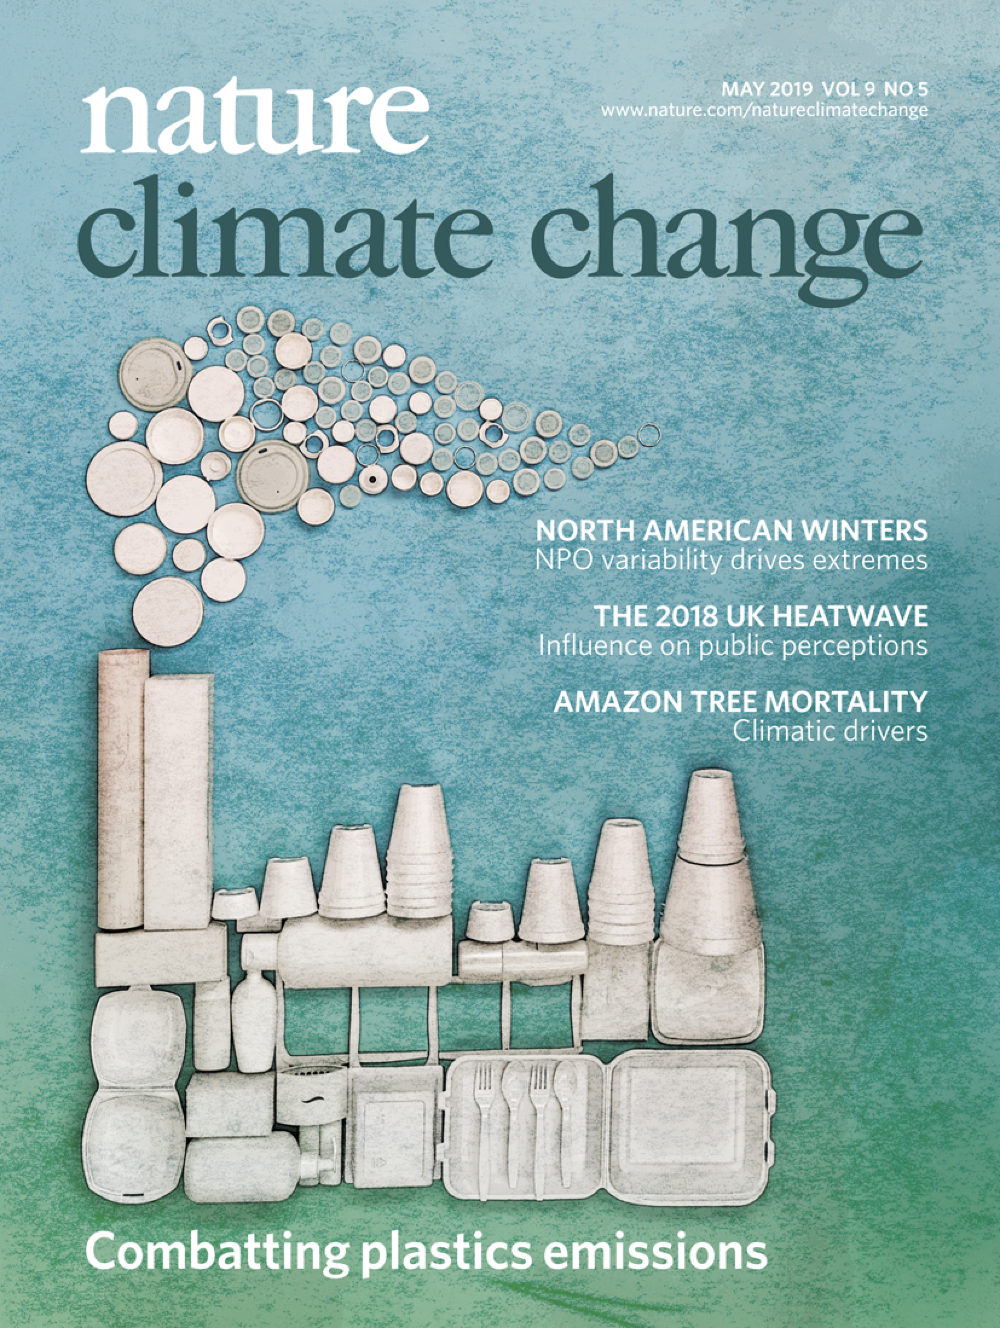 nature
MAY 2019 VOL 9 NO 5
www.nature.com/natureclimatechange
climate change
NORTH AMERICAN WINTERS
NPO variability drives extremes
THE 2018 UK HEATWAVE
Influence on public perceptions
AMAZON TREE MORTALITY
Climatic drivers
Combatting plastics emissions